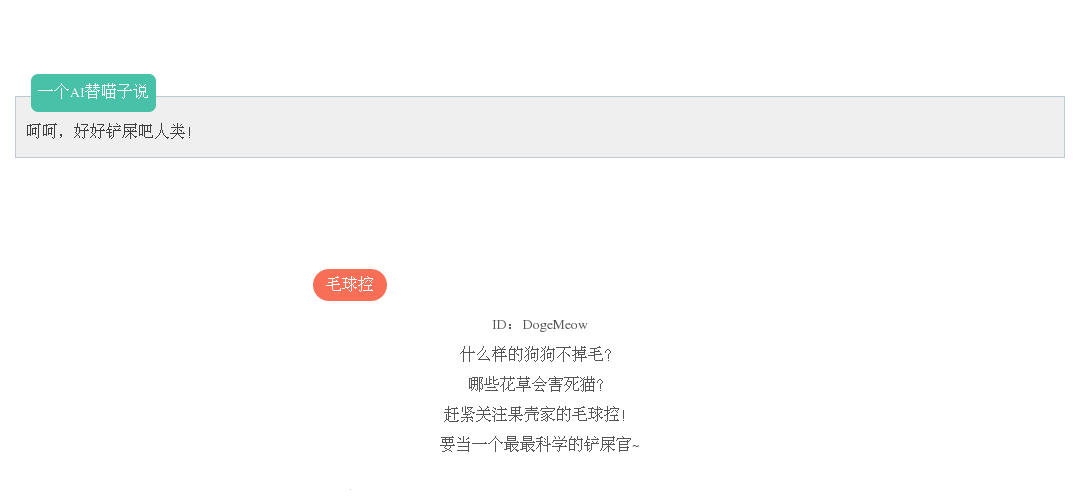 一个AI替喵子说
呵呵，好好铲屎吧人类！
毛球控
ID：DogeMeow
什么样的狗狗不掉毛？
哪些花草会害死猫？
赶紧关注果壳家的毛球控！
要当一个最最科学的铲屎官~